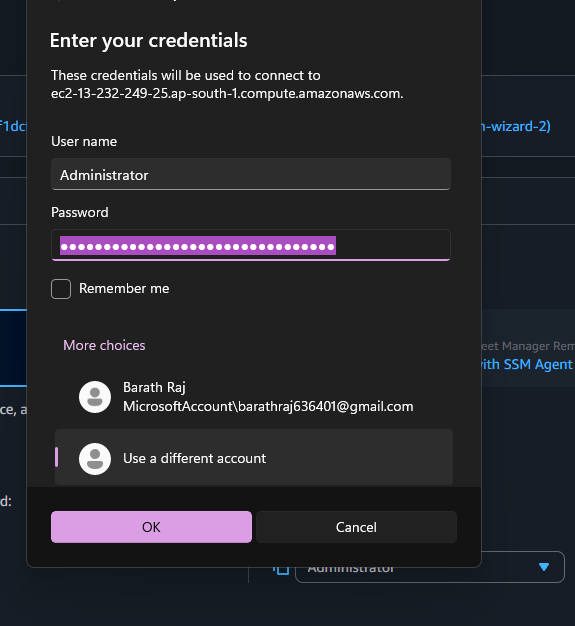 Enter your credentials
These credentials will be used to connect to
ec2-13-232-249-25.ap-south-1.compute.amazonaws.com.
n-wizard-2)
User name
Administrator
Password
Remember me
More choices
Barath Raj
MicrosoftAccount\barathraj636401@gmail.com
eet Manager Rem
with SSM Agent
ce, a
Use a different account
d:
OK
Cancel
Administrator